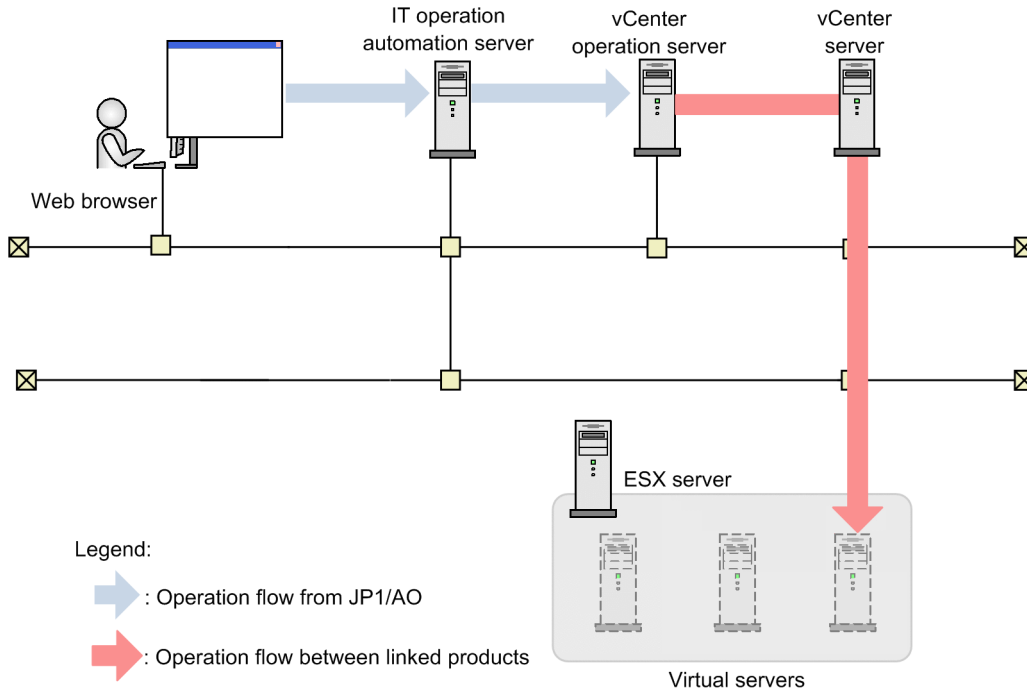 IT operation
automation server
vCenter
operation server
vCenter
server
Web browser
ESX server
Legend:
: Operation flow from JP1/AO
: Operation flow between linked products
Virtual servers